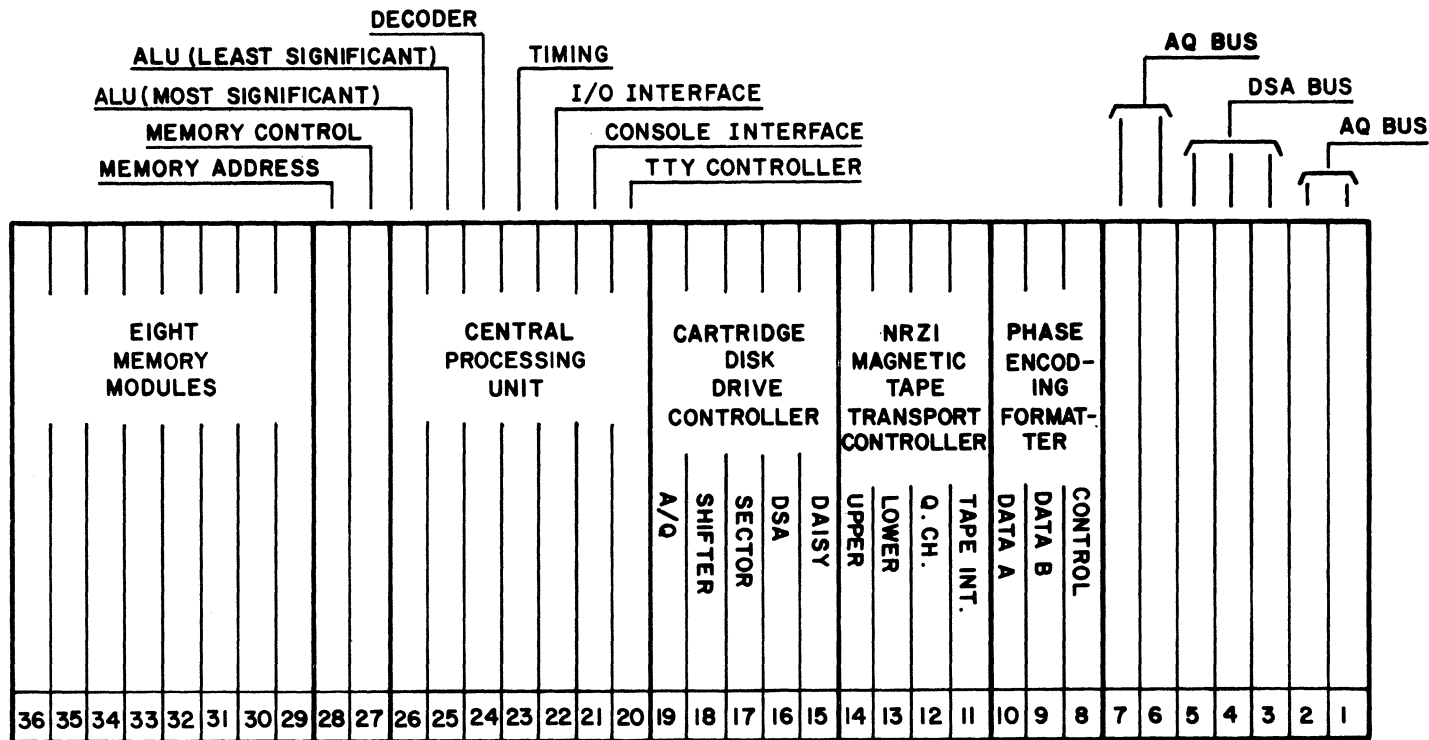 DECODER
ALU (LEAST SIGNIFICANT)
ALU (MOST SIGNIFICANT)
MEMORY CONTROL
MEMORY ADDRESS
TIMING
I/O INTERFACE
CONSOLE INTERFACE
TTY CONTROLLER
AQ BUS
DSA BUS
AQ BUS
EIGHT
MEMORY
MODULES
CENTRAL
PROCESSING
UNIT
CARTRIDGE
DISK
DRIVE
CONTROLLER
NRZI
MAGNETIC
TAPE
TRANSPORT
CONTROLLER
PHASE
ENCOD-
ING
FORMAT-
TER
A/Q
SHIFTER
SECTOR
DSA
DAISY
UPPER
LOWER
Q.CH.
TAPE INT.
DATA A
DATA B
CONTROL
36 35 34 33 32 31 30 29 28 27 26 25 24 23 22 21 20 19 18 17 16 15 14 13 12 11 10 9 8 7 6 5 4 3 2 1